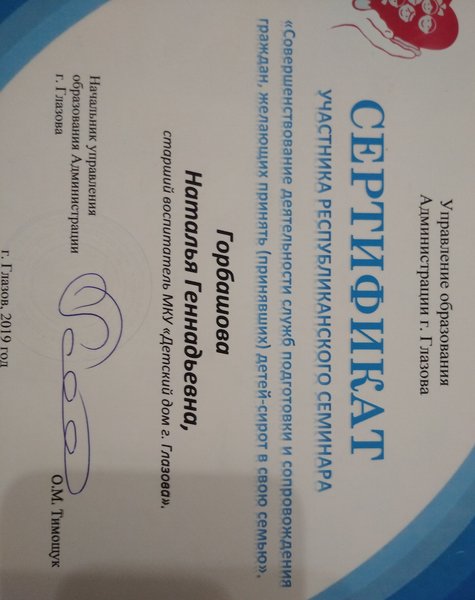 Управление образования
Администрации г. Глазова
СЕРТИФИКАТ
УЧАСТНИКА РЕСПУБЛИКАНСКОГО СЕМИНАРА
«Совершенствование деятельности служб подготовки и сопровождения
граждан, желающих принять (принявших) детей-сирот в свою семью»,
Горбашова
Наталья Геннадьевна,
старший воспитатель МКУ «Детский дом г. Глазова».
Начальник управления
образования Администрации
г. Глазова
О.М. Тимощук
г. Глазов, 2019 год